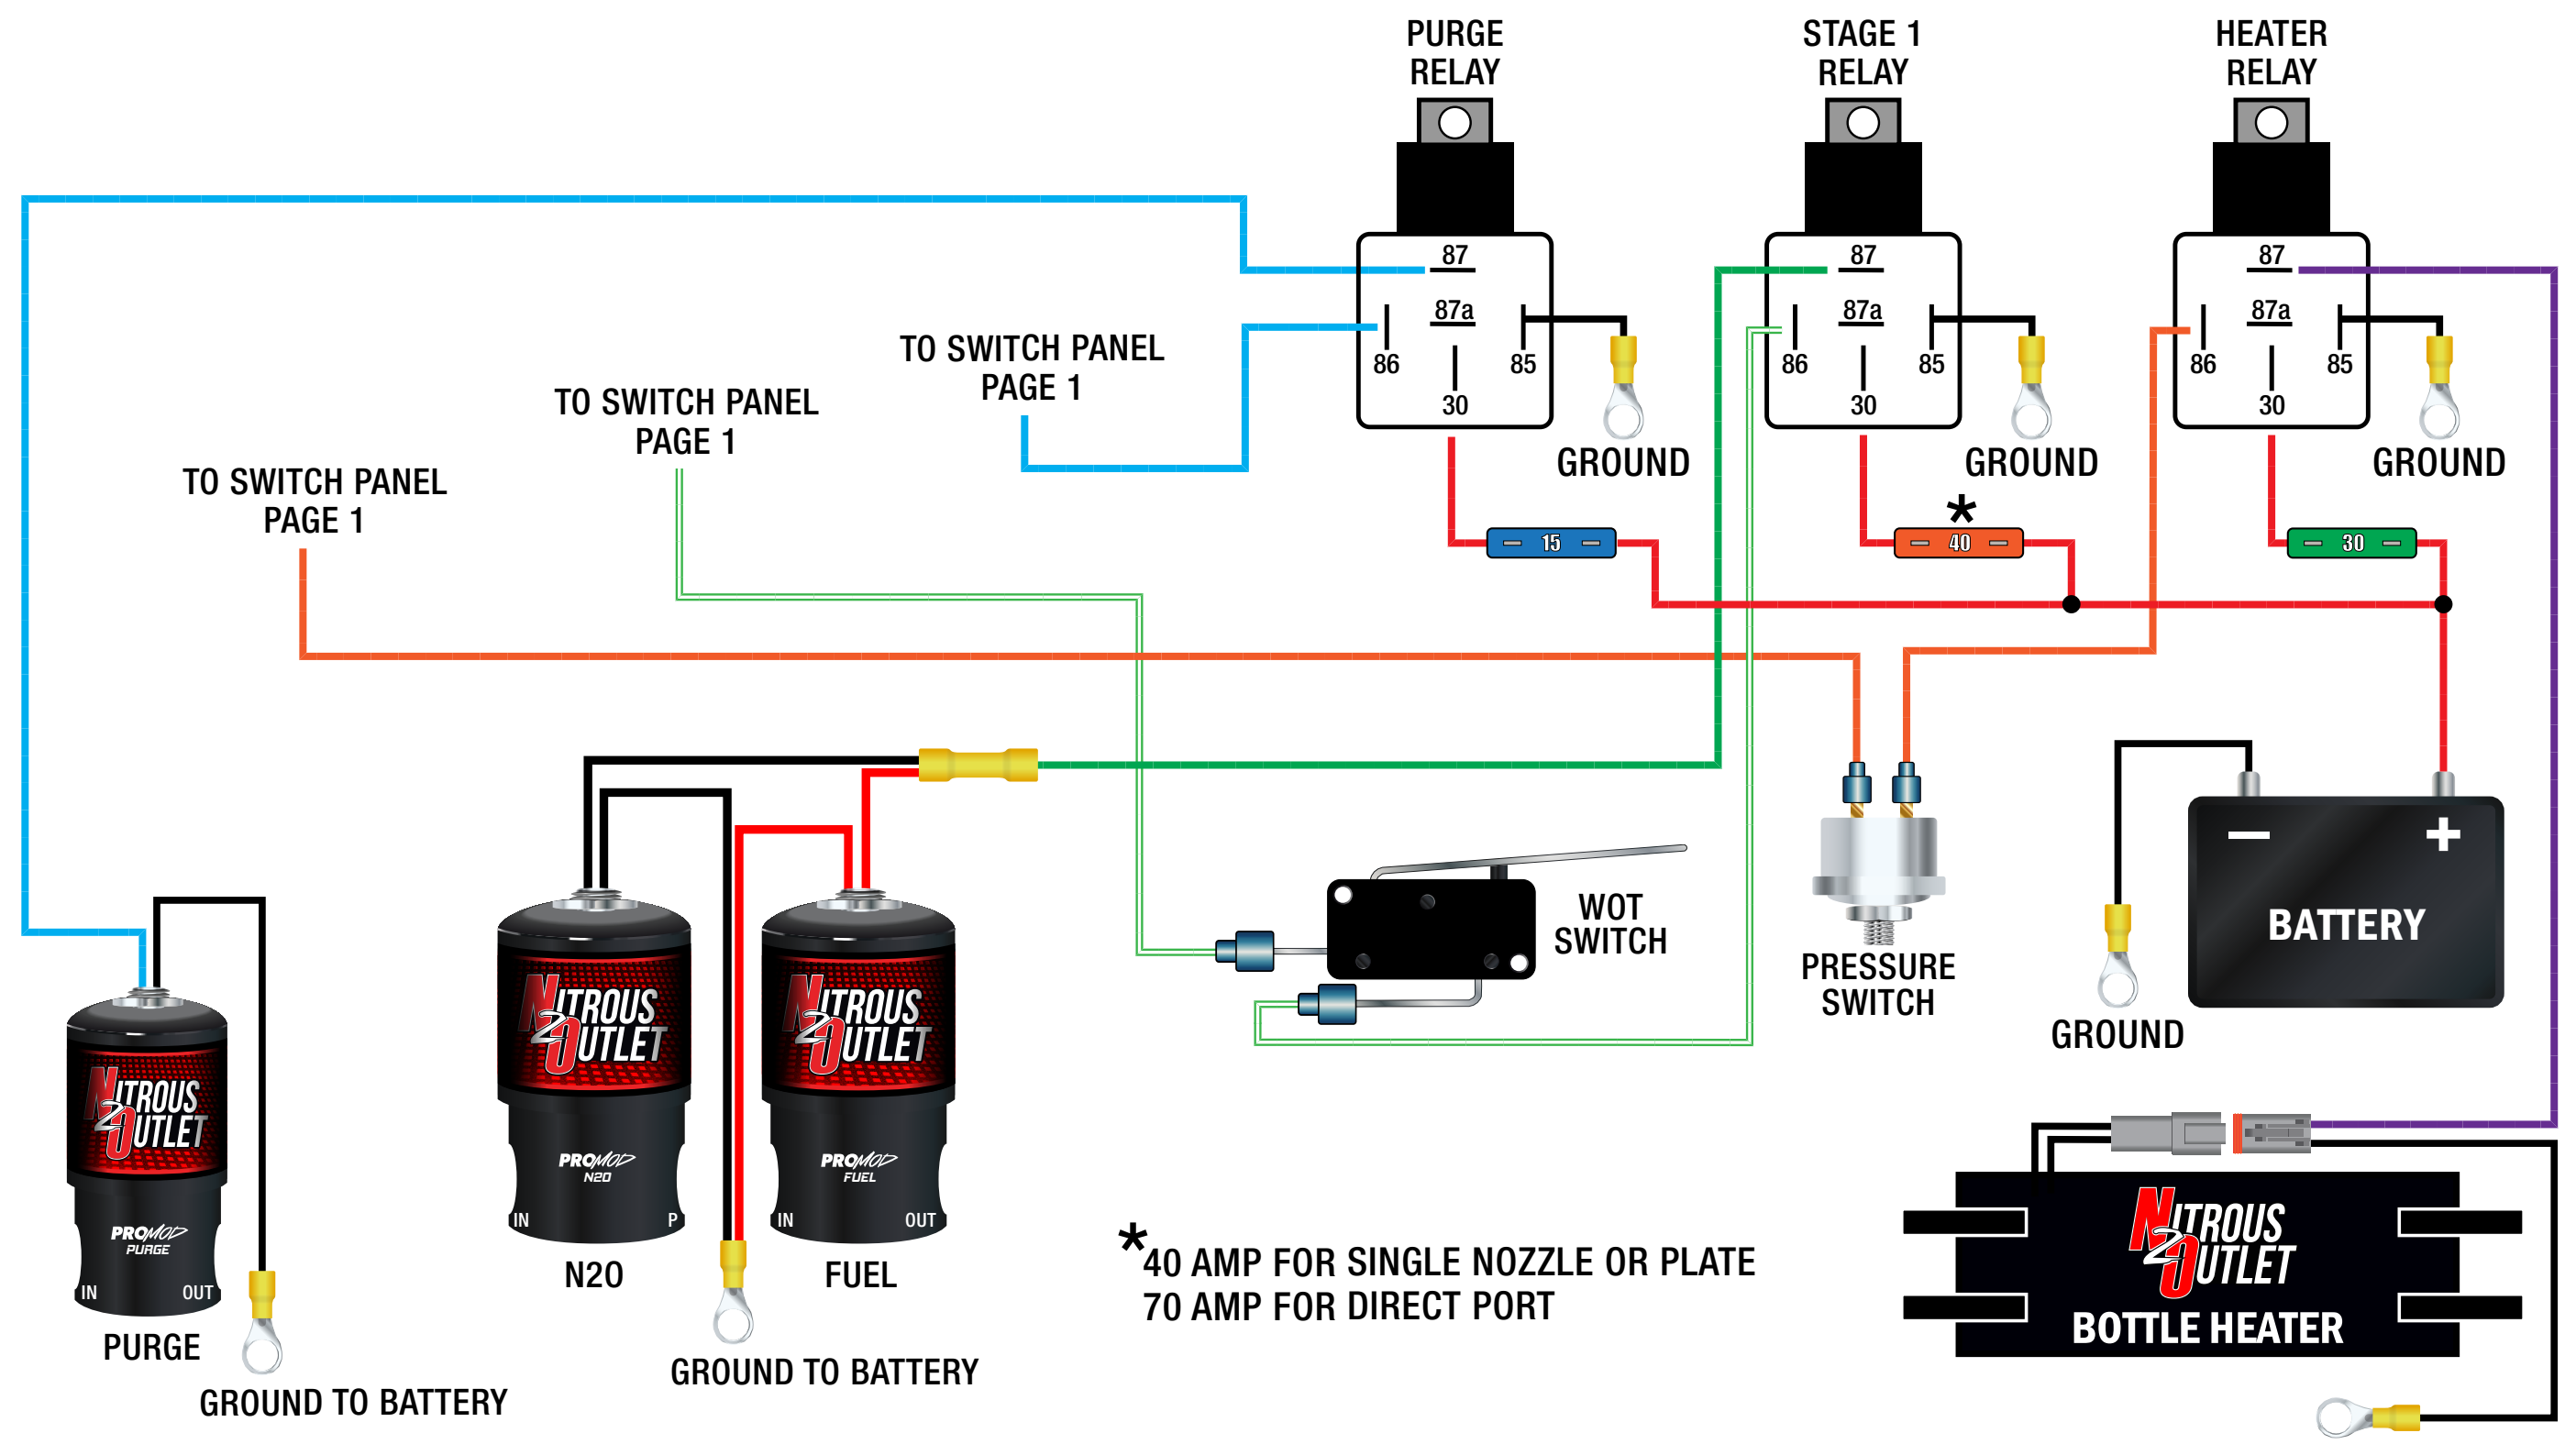 PURGE
RELAY
STAGE 1
RELAY
HEATER
RELAY
87
87a
86
85
30
87
87a
86
85
30
87
87a
86
85
30
GROUND
GROUND
GROUND
TO SWITCH PANEL
PAGE 1
TO SWITCH PANEL
PAGE 1
TO SWITCH PANEL
PAGE 1
15
*
40
30
WOT
SWITCH
PRESSURE
SWITCH
BATTERY
GROUND
NITROUS
2
OUTLET
PROMOD
PURGE
IN OUT
PURGE
GROUND TO BATTERY
NITROUS
2
OUTLET
PROMOD
N2O
IN P
N2O
NITROUS
2
OUTLET
PROMOD
FUEL
IN OUT
FUEL
GROUND TO BATTERY
*40 AMP FOR SINGLE NOZZLE OR PLATE
70 AMP FOR DIRECT PORT
NITROUS
2
OUTLET
BOTTLE HEATER